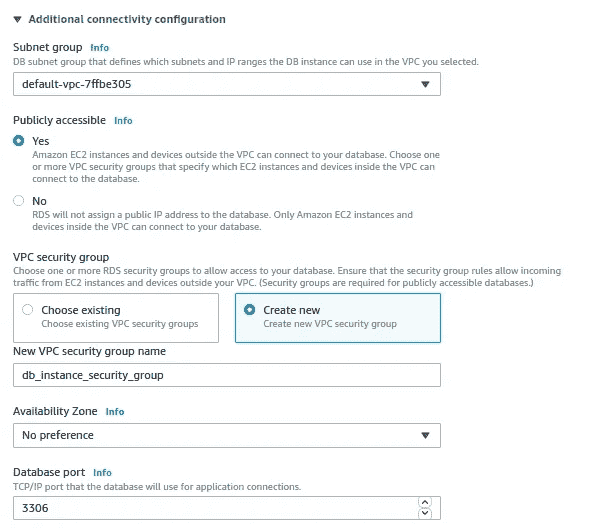 Additional connectivity configuration
Subnet group Info
DB subnet group that defines which subnets and IP ranges the DB instance can use in the VPC you selected.
default-vpc-7ffbe305
Publicly accessible Info
Yes
Amazon EC2 instances and devices outside the VPC can connect to your database. Choose one
or more VPC security groups that specify which EC2 instances and devices inside the VPC can
connect to the database.
No
RDS will not assign a public IP address to the database. Only Amazon EC2 instances and
devices inside the VPC can connect to your database.
VPC security group
Choose one or more RDS security groups to allow access to your database. Ensure that the security group rules allow incoming
traffic from EC2 instances and devices outside your VPC. (Security groups are required for publicly accessible databases.)
Choose existing
Choose existing VPC security groups
Create new
Create new VPC security group
New VPC security group name
db_instance_security_group
Availability Zone Info
No preference
Database port Info
TCP/IP port that the database will use for application connections.
3306